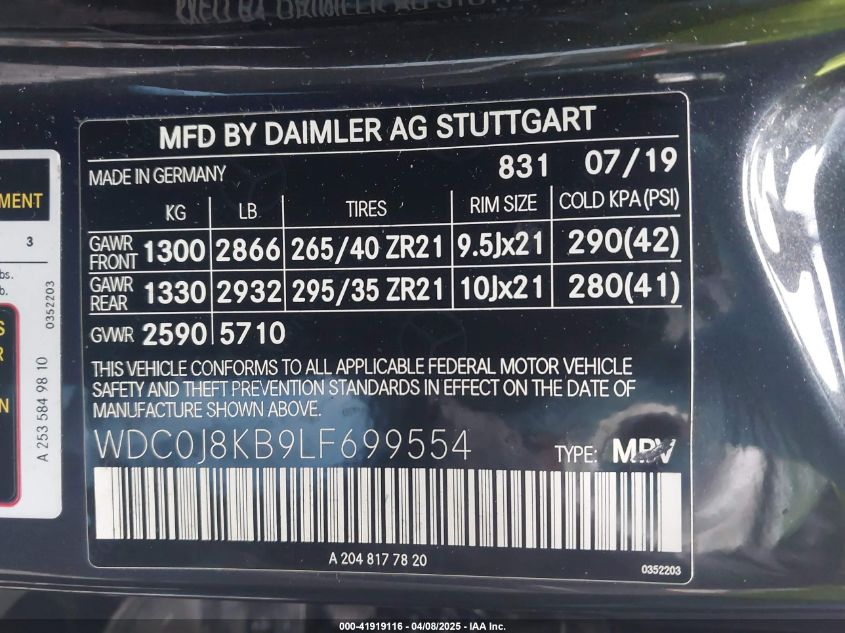 MFD BY DAIMLER AG STUTTGART
MADE IN GERMANY 831 07/19
KG LB TIRES RIM SIZE COLD KPA (PSI)
GAWR FRONT 1300 2866 265/40 ZR21 9.5Jx21 290(42)
GAWR REAR 1330 2932 295/35 ZR21 10Jx21 280(41)
GVWR 2590 5710
THIS VEHICLE CONFORMS TO ALL APPLICABLE FEDERAL MOTOR VEHICLE
SAFETY AND THEFT PREVENTION STANDARDS IN EFFECT ON THE DATE OF
MANUFACTURE SHOWN ABOVE.
WDC0J8KB9LF699554 TYPE: MPV
A 204 817 78 20
0352203
3
0352203
A 253 584 98 10
000-41919116 - 04/08/2025 - IAA Inc.